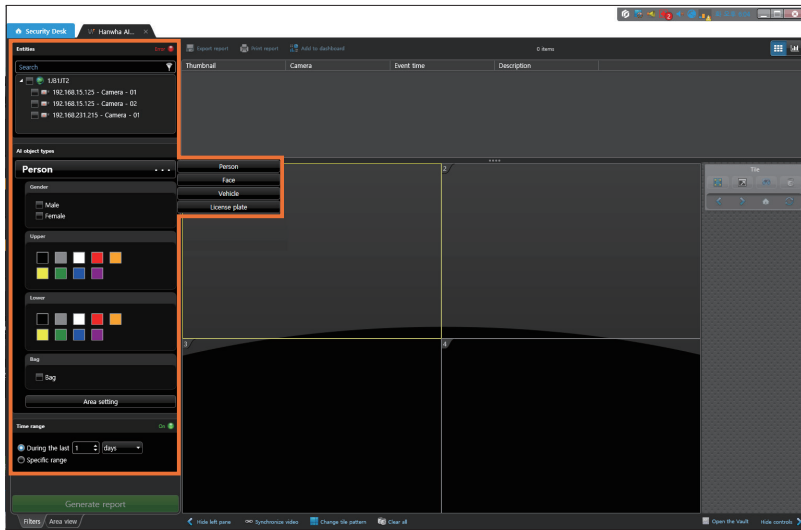 Security Desk
Hanwha AI...
Entities
Error
Search
1JB1JT2
192.168.15.125 - Camera - 01
192.168.15.125 - Camera - 02
192.168.231.215 - Camera - 01
AI object types
Person
...
Gender
Male
Female
Upper
Lower
Bag
Bag
Area setting
Time range
On
During the last 1 days
Specific range
Generate report
Filters
Area view
Person
Face
Vehicle
License plate
Export report
Print report
Add to dashboard
0 items
Thumbnail Camera Event time Description
2
3
4
Tile
Hide left pane
Synchronize video
Change tile pattern
Clear all
Open the Vault
Hide controls